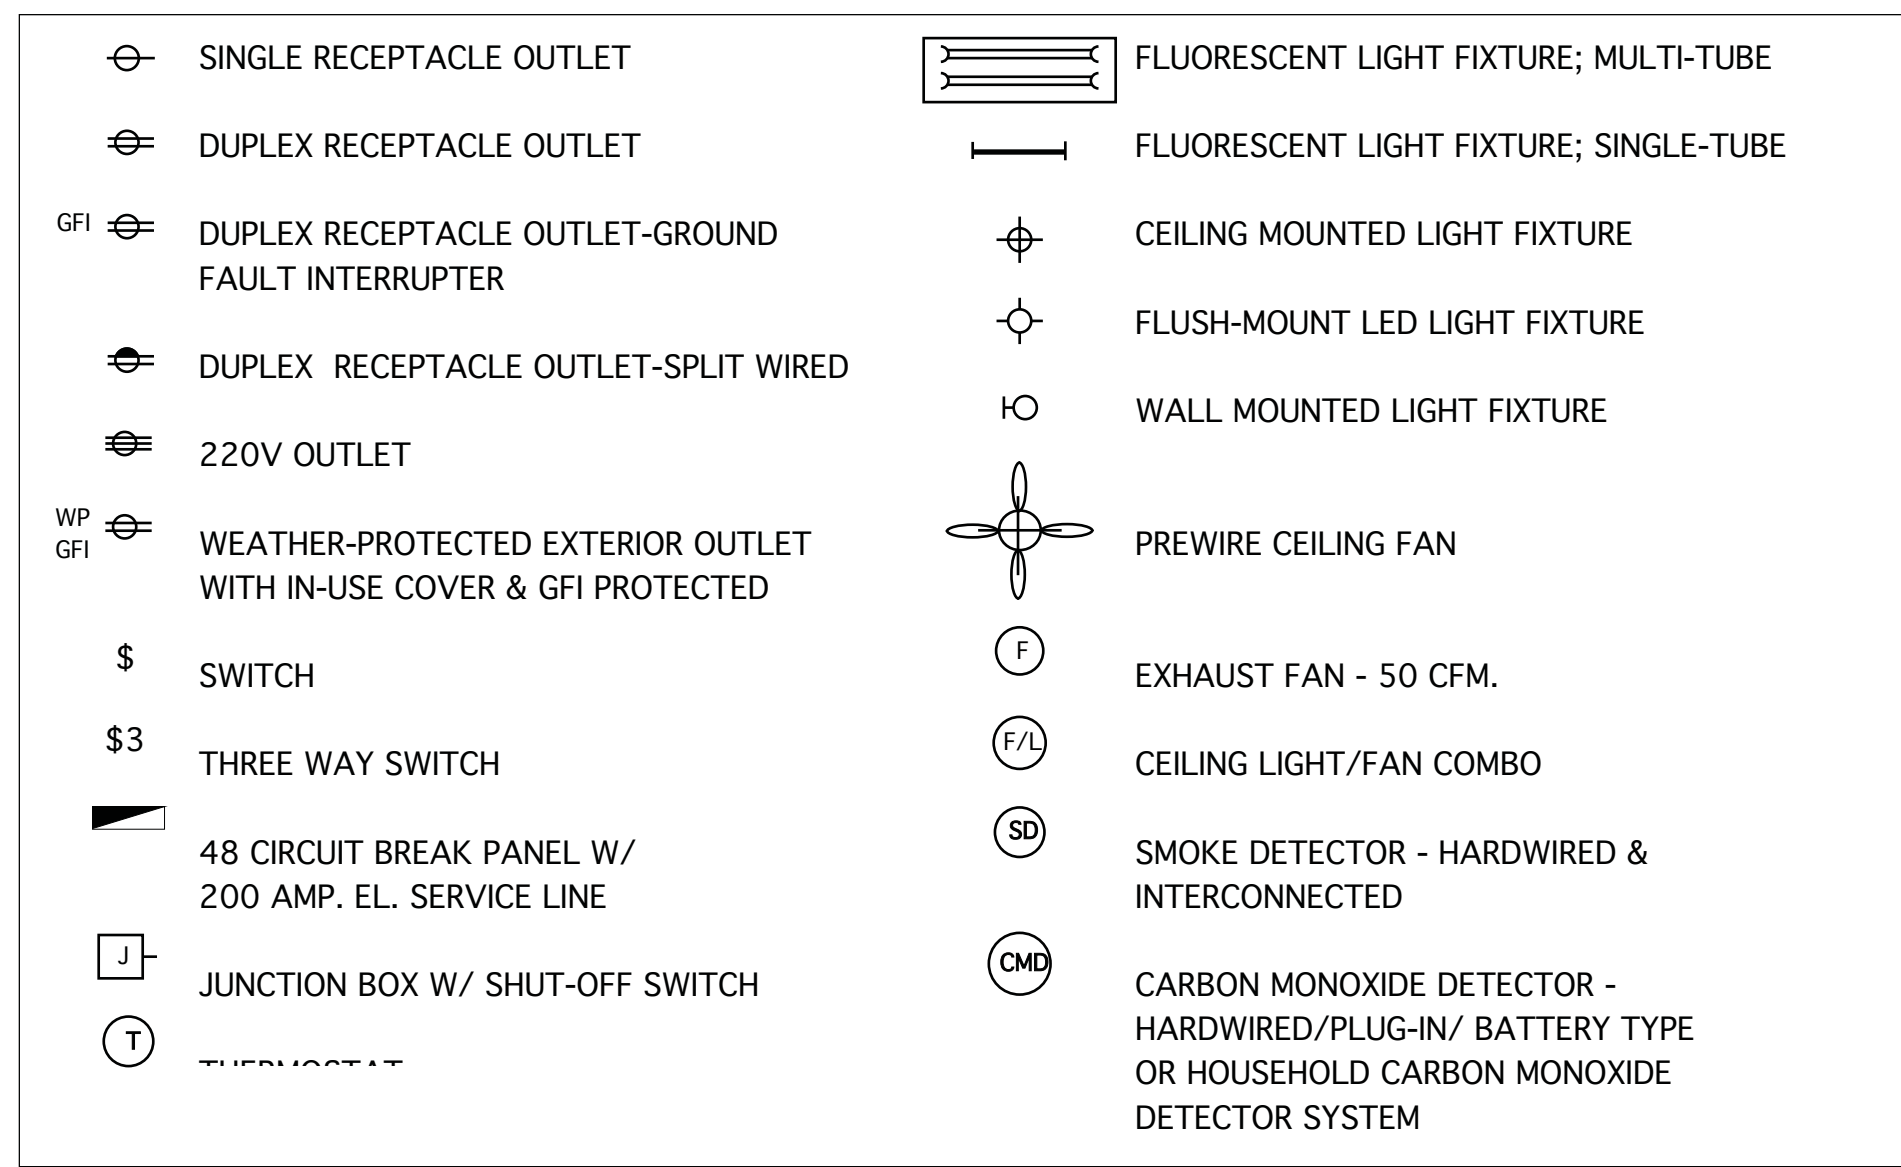 SINGLE RECEPTACLE OUTLET
DUPLEX RECEPTACLE OUTLET
GFI
DUPLEX RECEPTACLE OUTLET-GROUND
FAULT INTERRUPTER
DUPLEX  RECEPTACLE OUTLET-SPLIT WIRED
220V OUTLET
WP
GFI
WEATHER-PROTECTED EXTERIOR OUTLET
WITH IN-USE COVER & GFI PROTECTED
$
SWITCH
$3
THREE WAY SWITCH
48 CIRCUIT BREAK PANEL W/
200 AMP. EL. SERVICE LINE
J
JUNCTION BOX W/ SHUT-OFF SWITCH
T
THERMOSTAT
FLUORESCENT LIGHT FIXTURE; MULTI-TUBE
FLUORESCENT LIGHT FIXTURE; SINGLE-TUBE
CEILING MOUNTED LIGHT FIXTURE
FLUSH-MOUNT LED LIGHT FIXTURE
WALL MOUNTED LIGHT FIXTURE
PREWIRE CEILING FAN
F
EXHAUST FAN - 50 CFM.
F/L
CEILING LIGHT/FAN COMBO
SD
SMOKE DETECTOR - HARDWIRED &
INTERCONNECTED
CMD
CARBON MONOXIDE DETECTOR -
HARDWIRED/PLUG-IN/ BATTERY TYPE
OR HOUSEHOLD CARBON MONOXIDE
DETECTOR SYSTEM